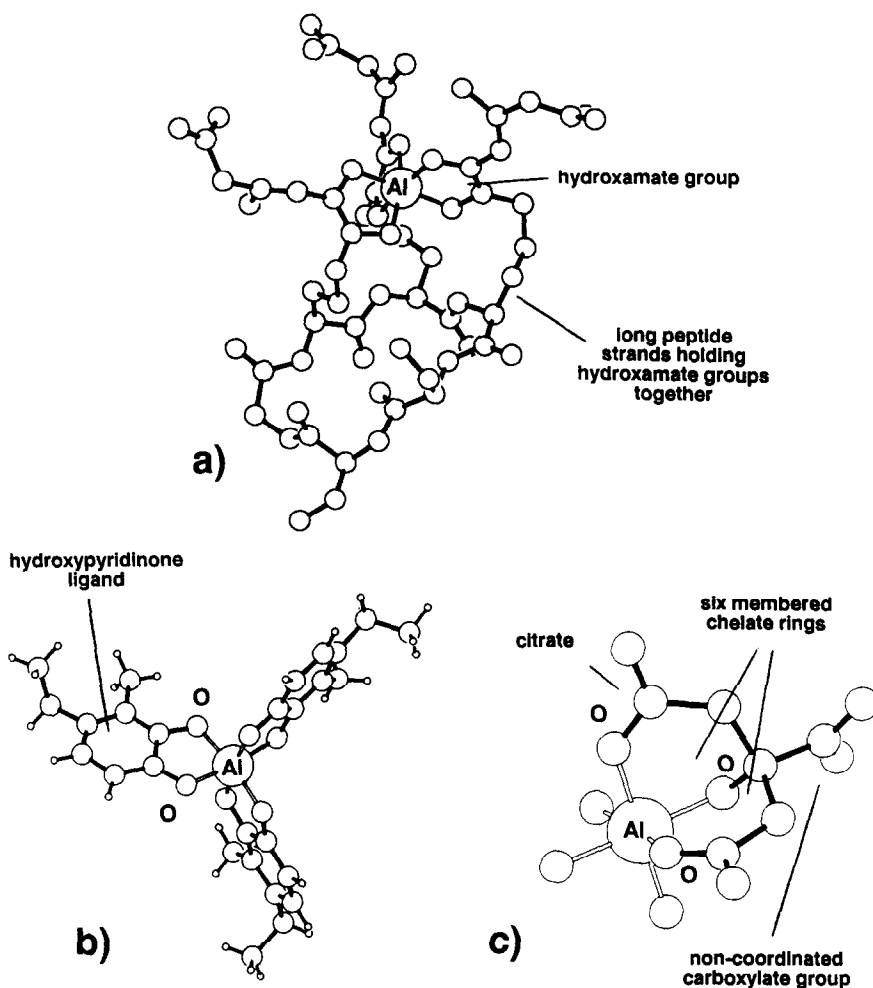 Al
hydroxamate group
long peptide
strands holding
hydroxamate groups
together
a)
hydroxypyridinone
ligand
O
O
Al
b)
six membered
chelate rings
citrate
O
O
Al
O
c)
non-coordinated
carboxylate group